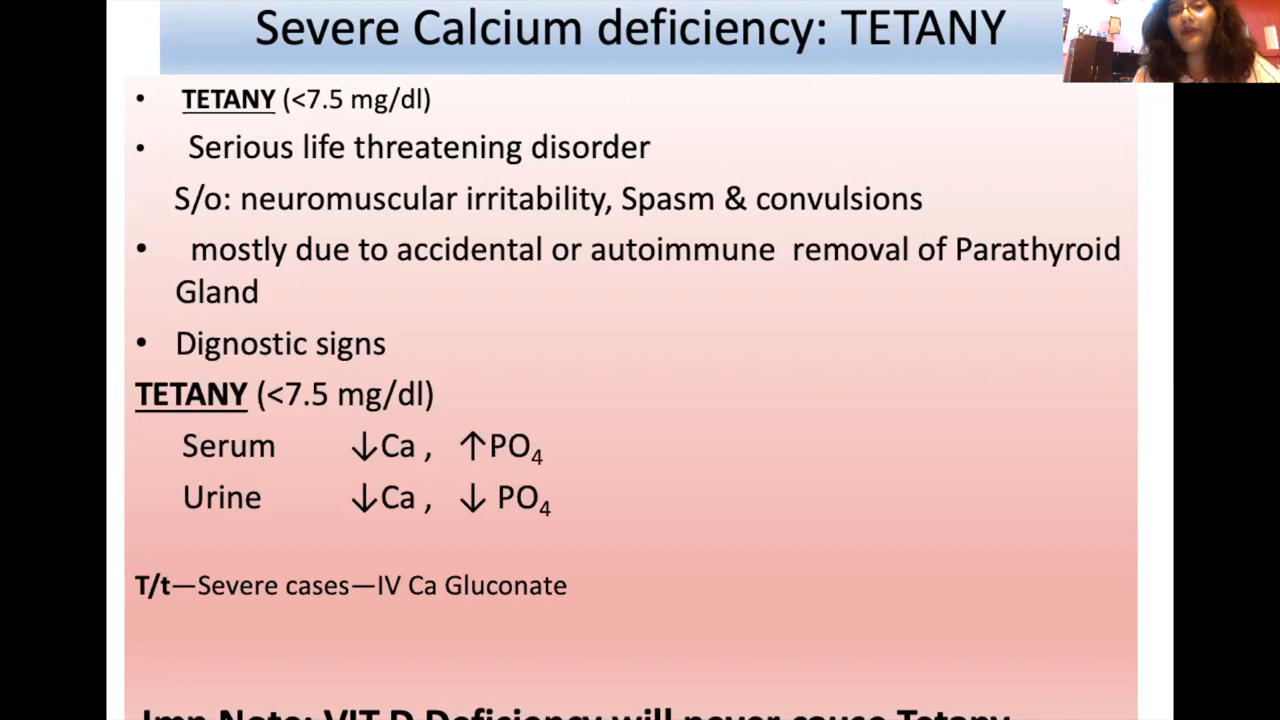 Severe Calcium deficiency: TETANY
• TETANY (<7.5 mg/dl)
• Serious life threatening disorder
S/o: neuromuscular irritability, Spasm & convulsions
• mostly due to accidental or autoimmune removal of Parathyroid
Gland
• Dignostic signs
TETANY (<7.5 mg/dl)
Serum ↓Ca , ↑PO₄
Urine ↓Ca , ↓ PO₄
T/t—Severe cases—IV Ca Gluconate
Imp Note: VIT D Deficiency will never cause Tetany